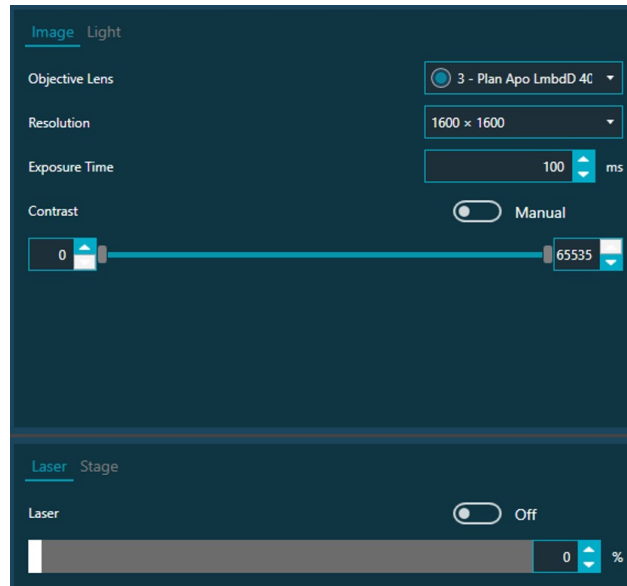 Image Light
Objective Lens 3 - Plan Apo LmbdD 40
Resolution 1600 × 1600
Exposure Time 100 ms
Contrast Manual
0 65535
Laser Stage
Laser Off
0 %